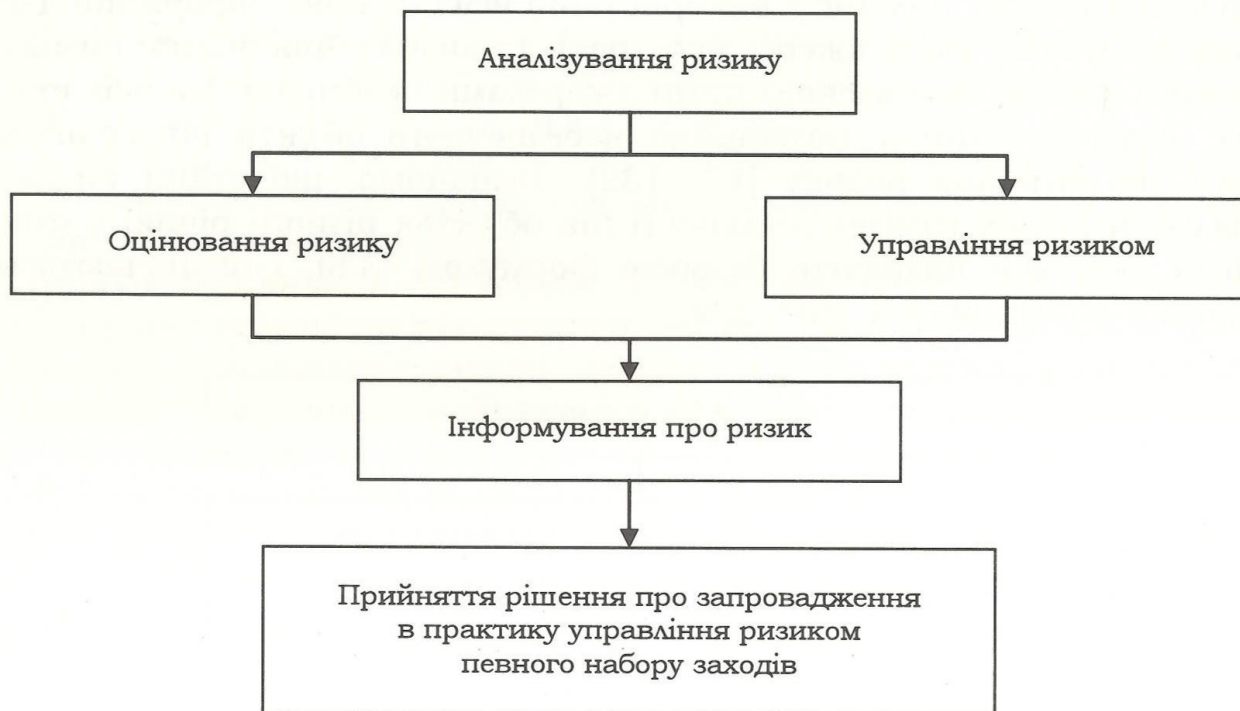 Аналізування ризику
Оцінювання ризику
Управління ризиком
Інформування про ризик
Прийняття рішення про запровадження
в практику управління ризиком
певного набору заходів